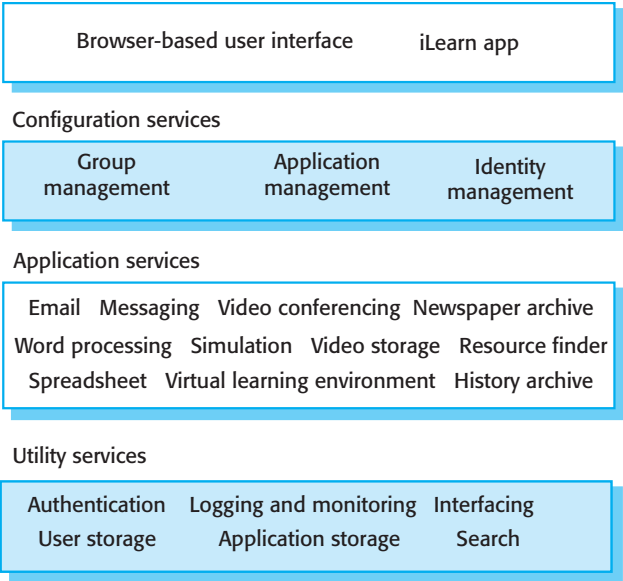 Browser-based user interface iLearn app
Configuration services
Group management Application management Identity management
Application services
Email Messaging Video conferencing Newspaper archive
Word processing Simulation Video storage Resource finder
Spreadsheet Virtual learning environment History archive
Utility services
Authentication Logging and monitoring Interfacing
User storage Application storage Search